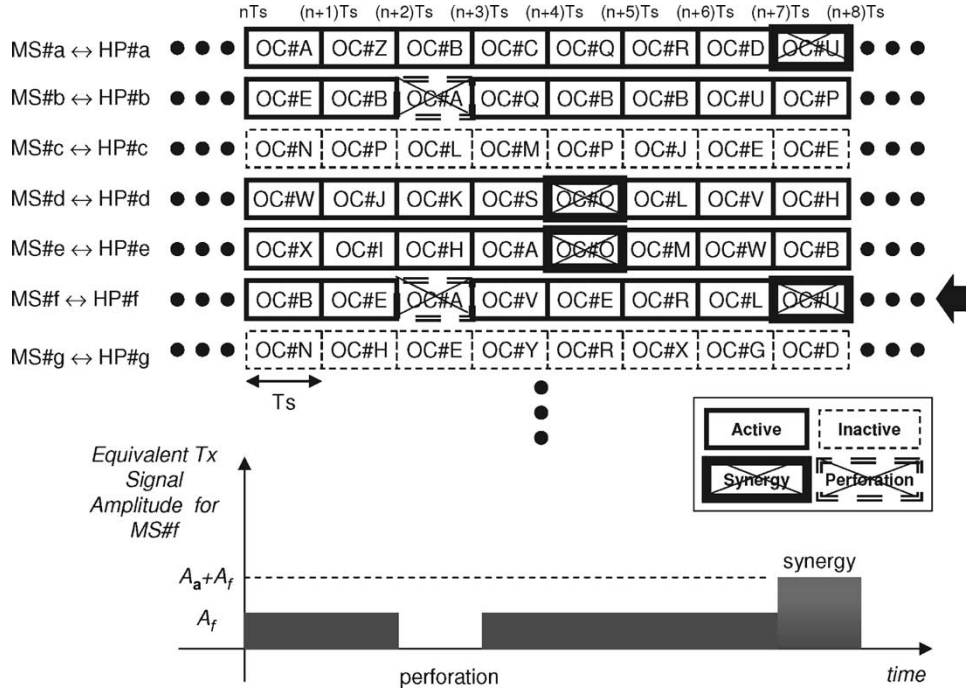 nTs (n+1)Ts (n+2)Ts (n+3)Ts (n+4)Ts (n+5)Ts (n+6)Ts (n+7)Ts (n+8)Ts
MS#a ↔ HP#a OC#A OC#Z OC#B OC#C OC#Q OC#R OC#D OC#U
MS#b ↔ HP#b OC#E OC#B OC#A OC#Q OC#B OC#B OC#U OC#P
MS#c ↔ HP#c OC#N OC#P OC#L OC#M OC#P OC#J OC#E OC#E
MS#d ↔ HP#d OC#W OC#J OC#K OC#S OC#O OC#L OC#V OC#H
MS#e ↔ HP#e OC#X OC#I OC#H OC#A OC#O OC#M OC#W OC#B
MS#f ↔ HP#f OC#B OC#E OC#A OC#V OC#E OC#R OC#L OC#U
MS#g ↔ HP#g OC#N OC#H OC#E OC#Y OC#R OC#X OC#G OC#D
Ts
Active Inactive
Synergy Perforation
Equivalent Tx
Signal
Amplitude for
MS#f
synergy
Aa+Af
Af
perforation
time